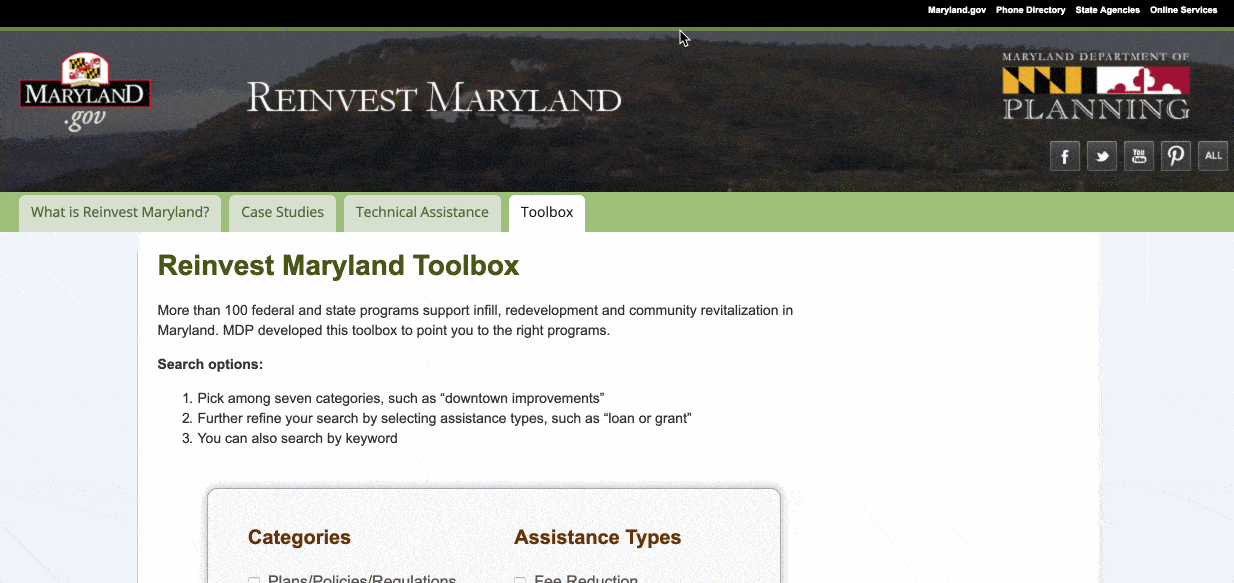 Maryland.gov Phone Directory State Agencies Online Services
MARYLAND
.gov
REINVEST MARYLAND
MARYLAND DEPARTMENT OF
PLANNING
f
You
Tube
ALL
What is Reinvest Maryland? Case Studies Technical Assistance Toolbox
Reinvest Maryland Toolbox
More than 100 federal and state programs support infill, redevelopment and community revitalization in
Maryland. MDP developed this toolbox to point you to the right programs.
Search options:
1. Pick among seven categories, such as “downtown improvements”
2. Further refine your search by selecting assistance types, such as “loan or grant”
3. You can also search by keyword
Categories Assistance Types
Plans/Policies/Regulations Fee Reduction